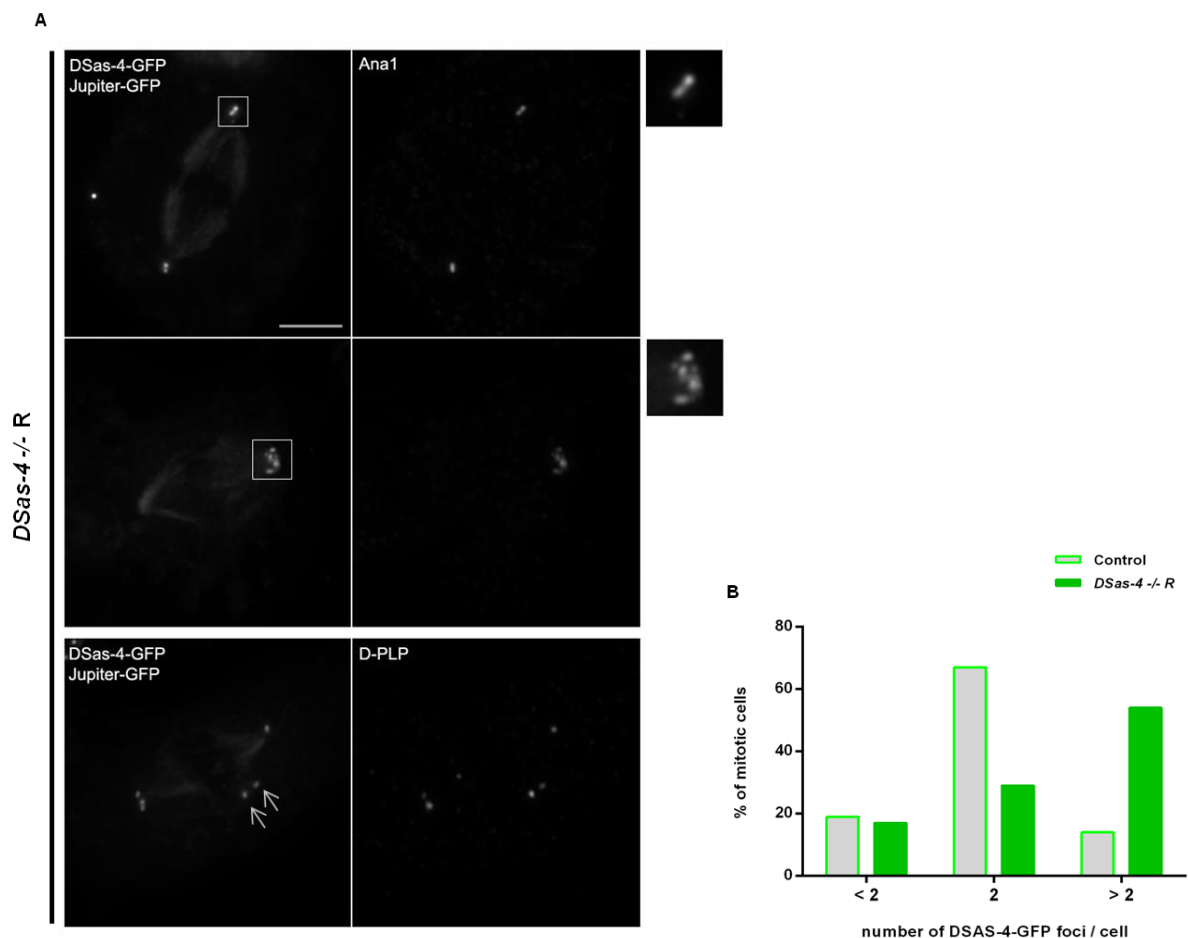 A
DSas-4-GFP
Jupiter-GFP
Ana1
DSas-4 -/- R
DSas-4-GFP
Jupiter-GFP
D-PLP
B
Control
DSas-4 -/- R
% of mitotic cells
80
60
40
20
0
< 2
2
> 2
number of DSAS-4-GFP foci / cell